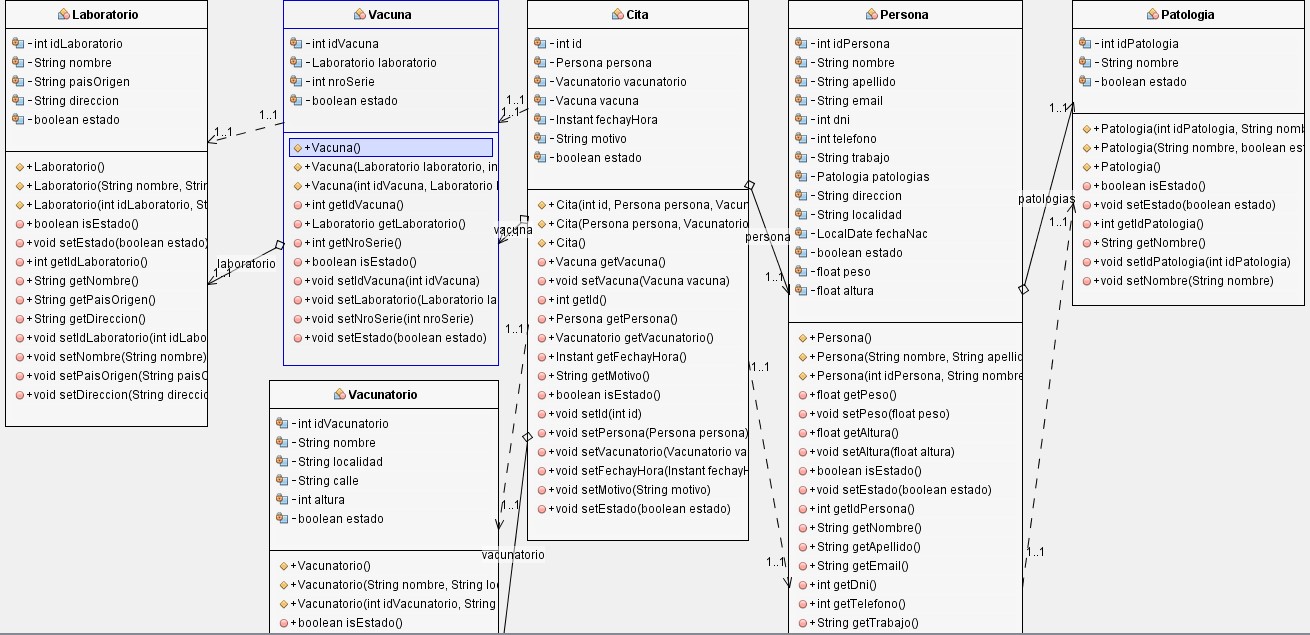 Laboratorio
-int idLaboratorio
-String nombre
-String paisOrigen
-String direccion
-boolean estado
+Laboratorio()
+Laboratorio(String nombre, Strin
+Laboratorio(int idLaboratorio, St
+boolean isEstado()
+void setEstado(boolean estado)
+int getIdLaboratorio()
+String getNombre()
+String getPaisOrigen()
+String getDireccion()
+void setIdLaboratorio(int idLabo
+void setNombre(String nombre)
+void setPaisOrigen(String paisO
+void setDireccion(String direccio
1..1
1..1
laboratorio
1..1
Vacuna
-int idVacuna
-Laboratorio laboratorio
-int nroSerie
-boolean estado
+Vacuna()
+Vacuna(Laboratorio laboratorio, in
+Vacuna(int idVacuna, Laboratorio l
+int getIdVacuna()
+Laboratorio getLaboratorio()
+int getNroSerie()
+boolean isEstado()
+void setIdVacuna(int idVacuna)
+void setLaboratorio(Laboratorio la
+void setNroSerie(int nroSerie)
+void setEstado(boolean estado)
Vacunatorio
-int idVacunatorio
-String nombre
-String localidad
-String calle
-int altura
-boolean estado
+Vacunatorio()
+Vacunatorio(String nombre, String lo
+Vacunatorio(int idVacunatorio, String
+boolean isEstado()
1..1
1..1
vacuna
1..1
1..1
1..1
vacunatorio
Cita
-int id
-Persona persona
-Vacunatorio vacunatorio
-Vacuna vacuna
-Instant fechayHora
-String motivo
-boolean estado
+Cita(int id, Persona persona, Vacun
+Cita(Persona persona, Vacunatorio
+Cita()
+Vacuna getVacuna()
+void setVacuna(Vacuna vacuna)
+int getId()
+Persona getPersona()
+Vacunatorio getVacunatorio()
+Instant getFechayHora()
+String getMotivo()
+boolean isEstado()
+void setId(int id)
+void setPersona(Persona persona)
+void setVacunatorio(Vacunatorio va
+void setFechayHora(Instant fechayH
+void setMotivo(String motivo)
+void setEstado(boolean estado)
persona
1..1
1..1
1..1
Persona
-int idPersona
-String nombre
-String apellido
-String email
-int dni
-int telefono
-String trabajo
-Patologia patologias
-String direccion
-String localidad
-LocalDate fechaNac
-boolean estado
-float peso
-float altura
+Persona()
+Persona(String nombre, String apellid
+Persona(int idPersona, String nombre
+float getPeso()
+void setPeso(float peso)
+float getAltura()
+void setAltura(float altura)
+boolean isEstado()
+void setEstado(boolean estado)
+int getIdPersona()
+String getNombre()
+String getApellido()
+String getEmail()
+int getDni()
+int getTelefono()
+String getTrabajo()
1..1
patologias
1..1
1..1
Patologia
-int idPatologia
-String nombre
-boolean estado
+Patologia(int idPatologia, String nomb
+Patologia(String nombre, boolean est
+Patologia()
+boolean isEstado()
+void setEstado(boolean estado)
+int getIdPatologia()
+String getNombre()
+void setIdPatologia(int idPatologia)
+void setNombre(String nombre)